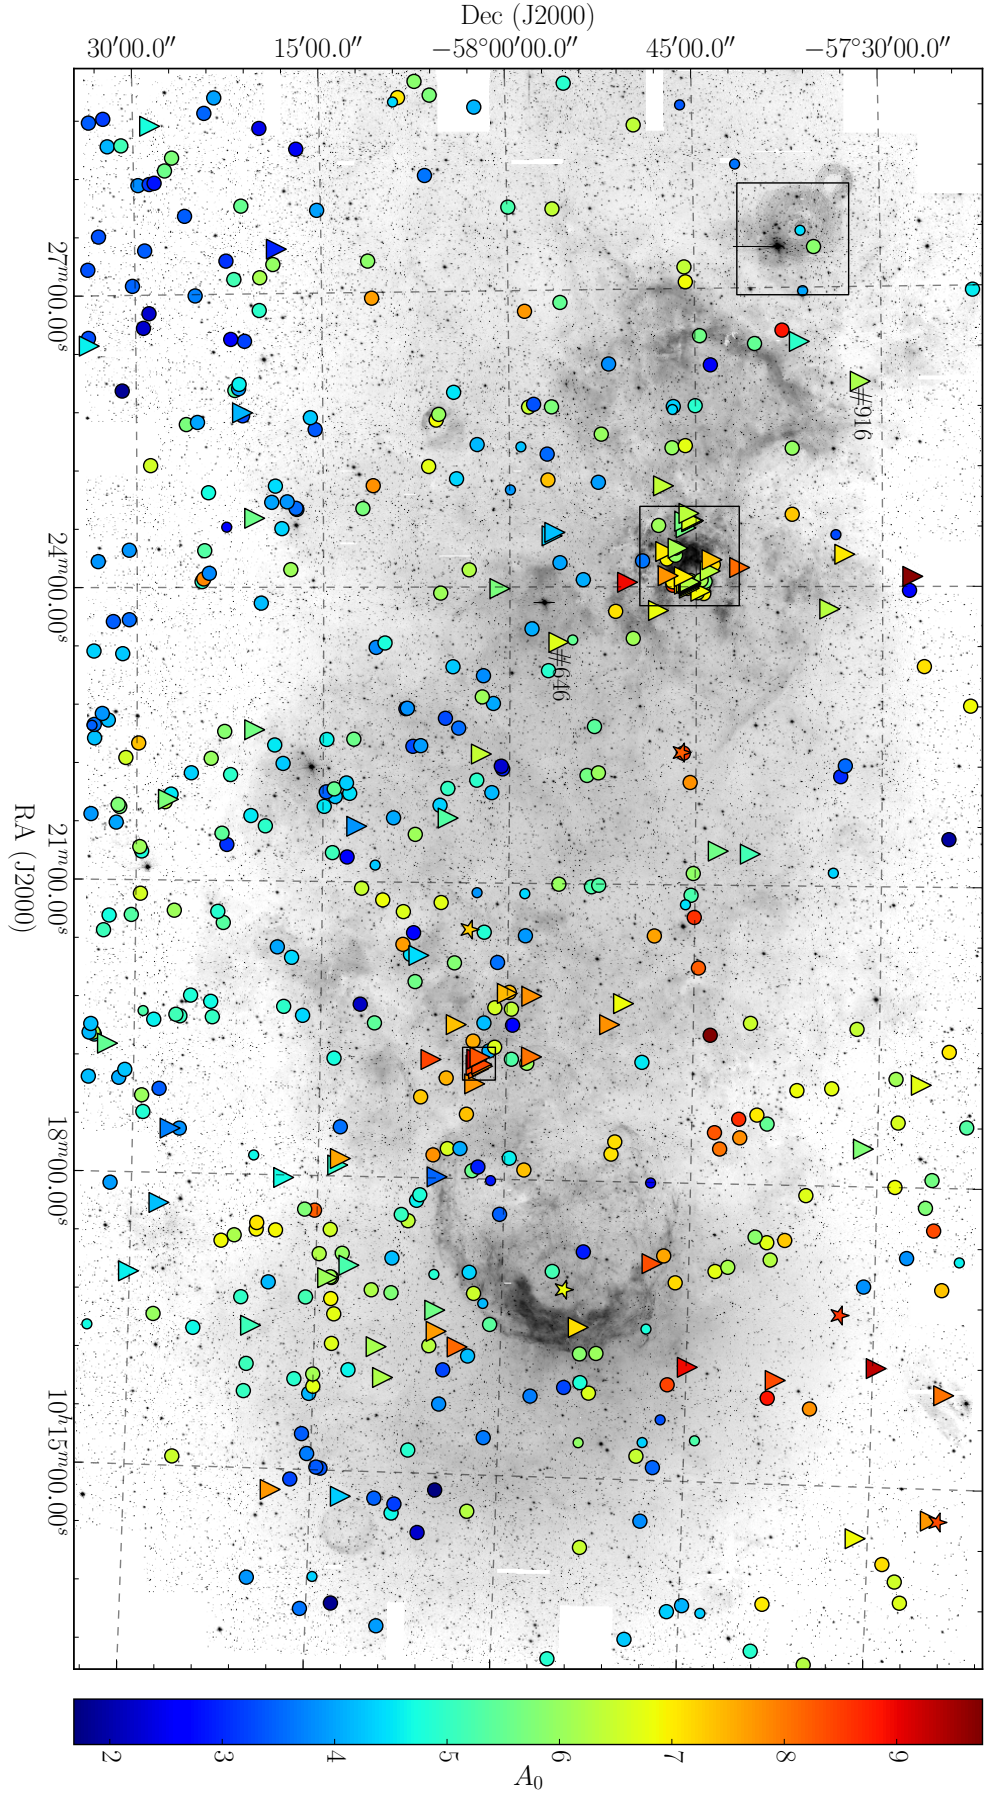 Dec (J2000)
30′00.0″
15′00.0″
−58°00′00.0″
45′00.0″
−57°30′00.0″
27ᵐ00.00ˢ
#916
24ᵐ00.00ˢ
#646
21ᵐ00.00ˢ
RA (J2000)
18ᵐ00.00ˢ
10ʰ15ᵐ00.00ˢ
2
3
4
5
6
7
8
9
A₀